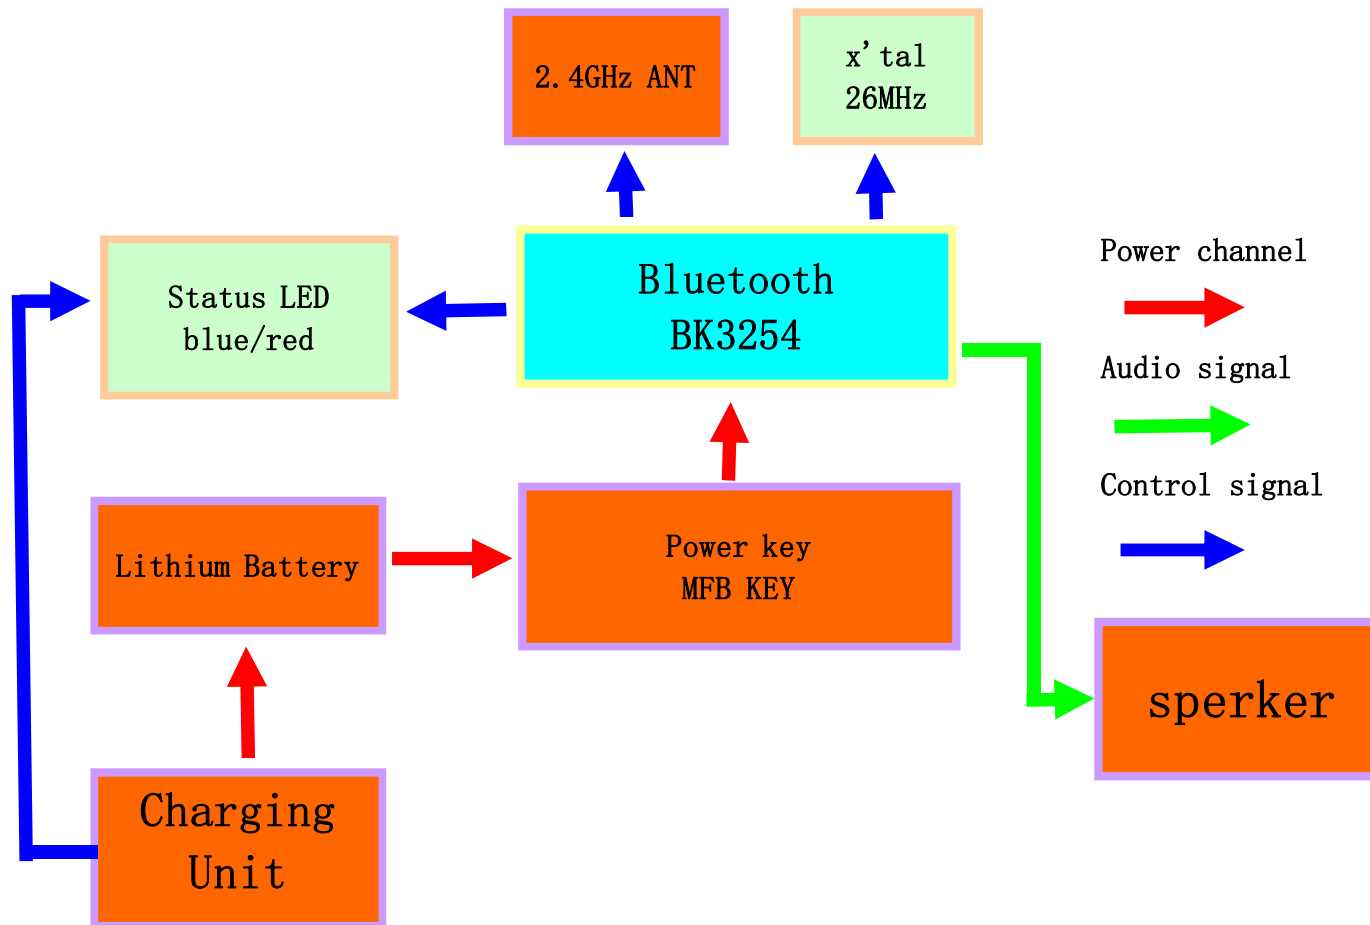 2.4GHz ANT
x'tal
26MHz
Bluetooth
BK3254
Status LED
blue/red
Power channel
Audio signal
Control signal
Lithium Battery
Power key
MFB KEY
sperker
Charging
Unit